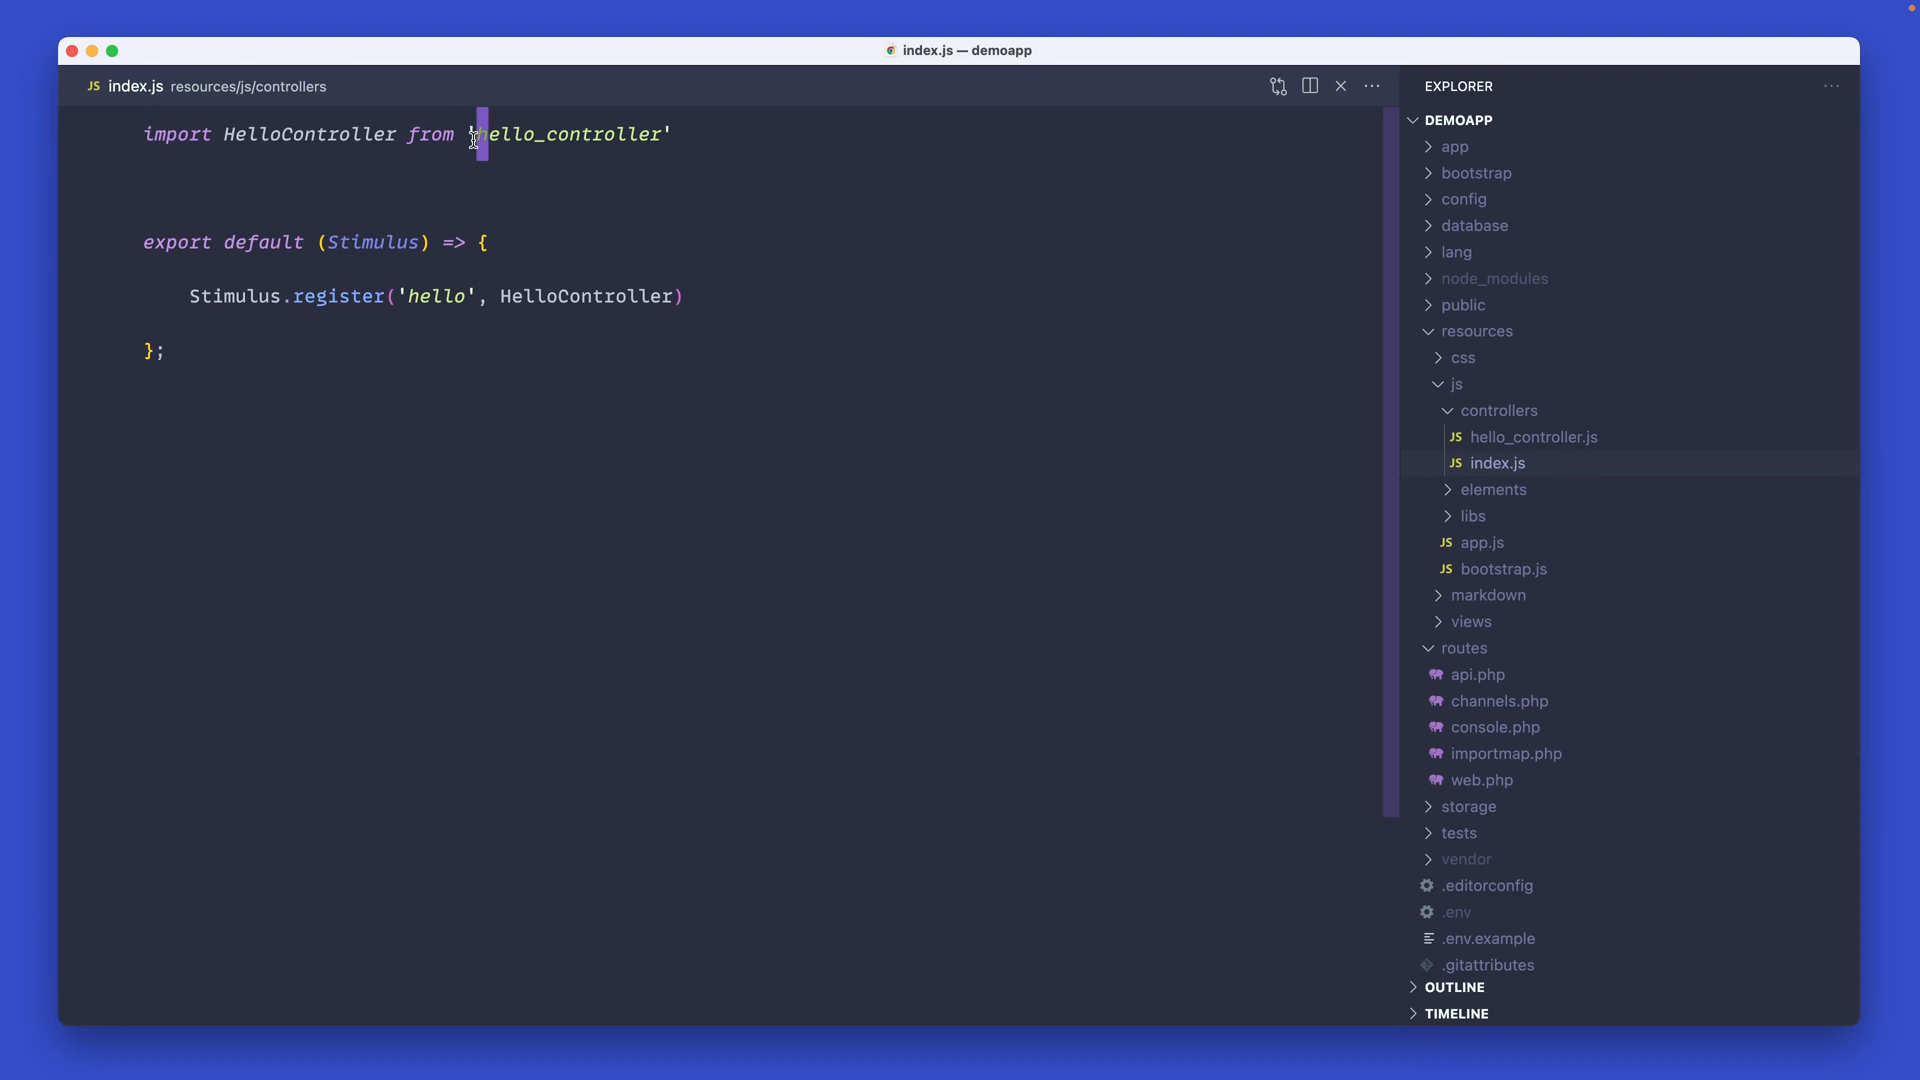 index.js — demoapp
JS index.js resources/js/controllers
import HelloController from 'hello_controller'
export default (Stimulus) => {
Stimulus.register('hello', HelloController)
};
EXPLORER
DEMOAPP
app
bootstrap
config
database
lang
node_modules
public
resources
css
js
controllers
JS hello_controller.js
JS index.js
elements
libs
JS app.js
JS bootstrap.js
markdown
views
routes
api.php
channels.php
console.php
importmap.php
web.php
storage
tests
vendor
.editorconfig
.env
.env.example
.gitattributes
OUTLINE
TIMELINE